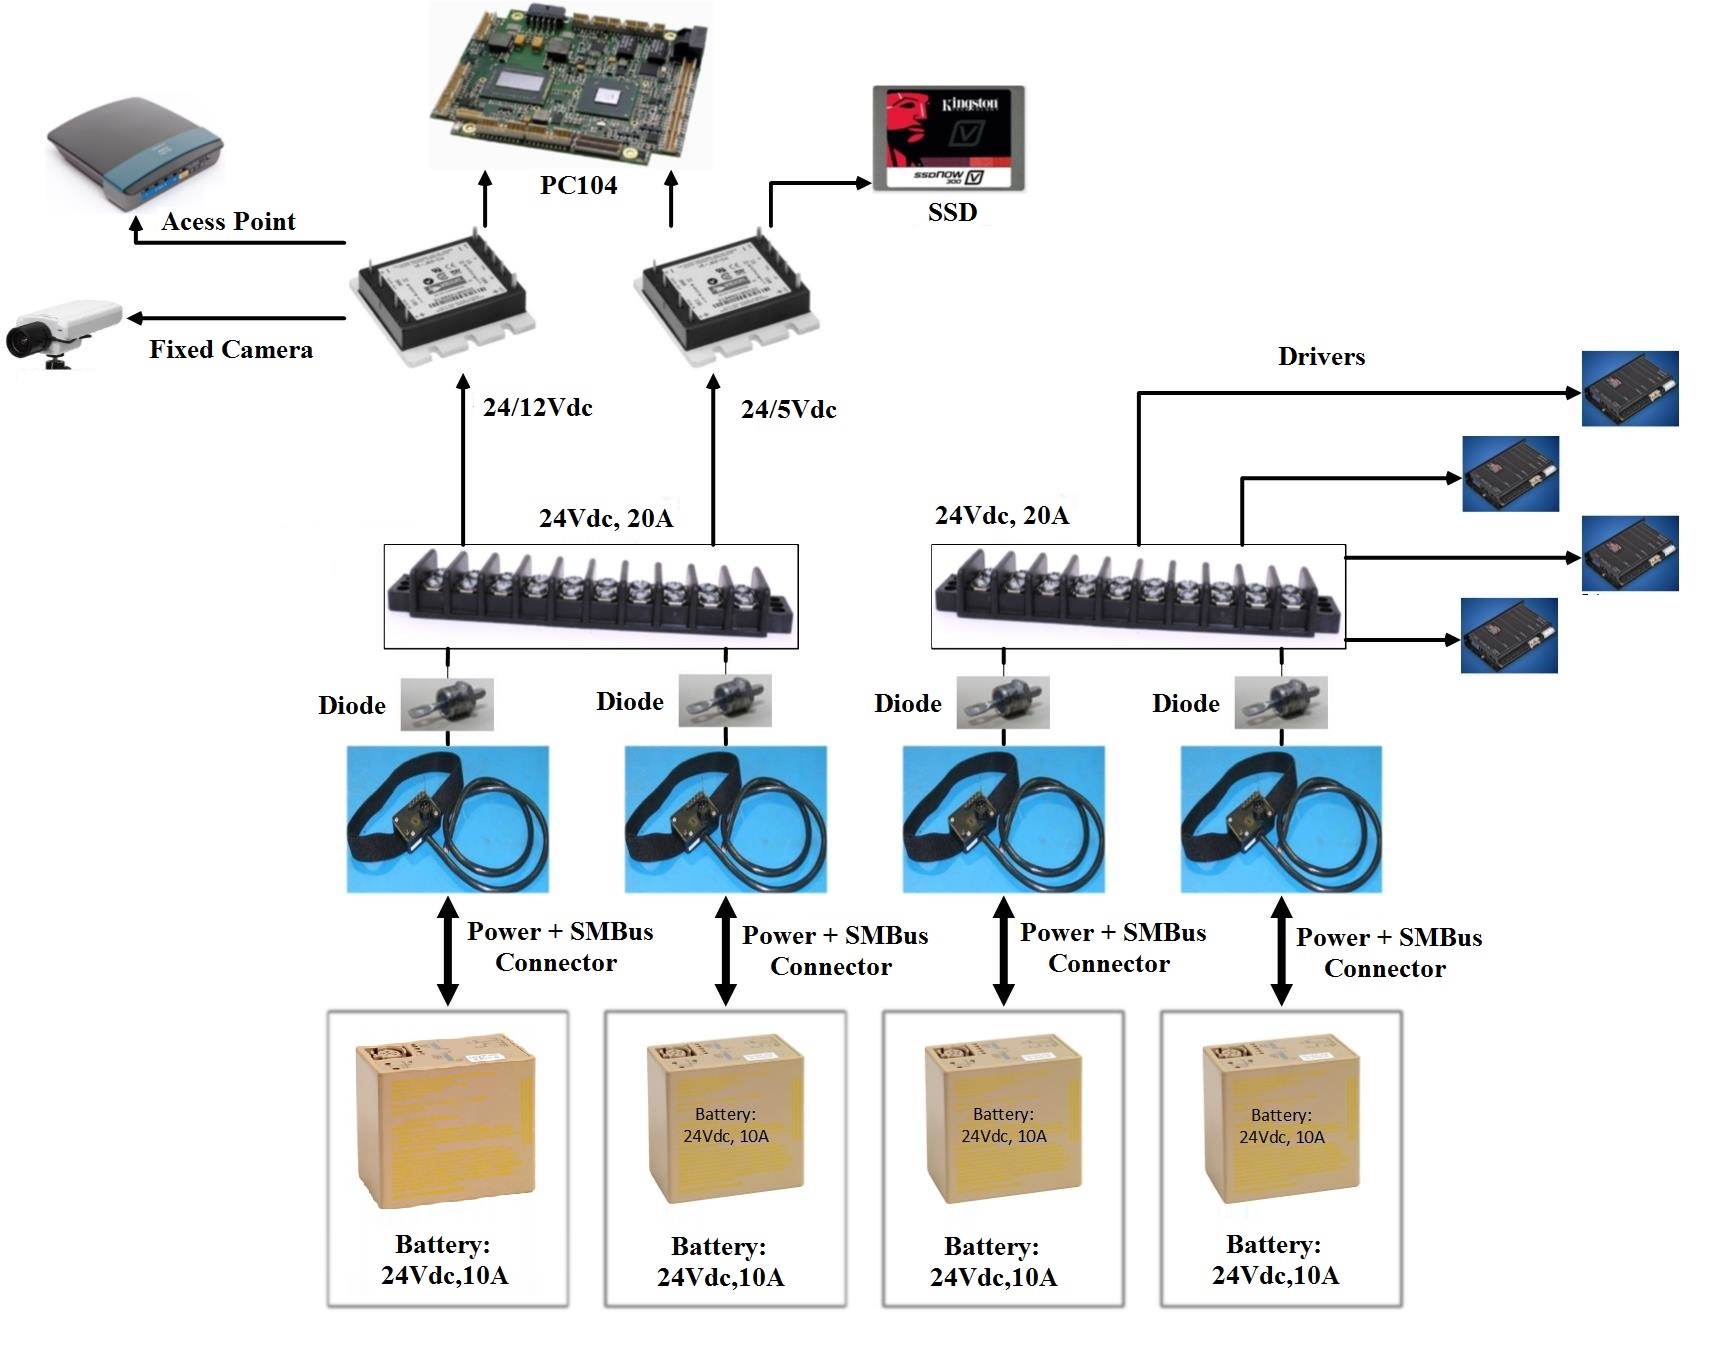 Kingston
V
ssdNOW
300 V
PC104
SSD
Acess Point
Fixed Camera
24/12Vdc
24/5Vdc
Drivers
24Vdc, 20A
24Vdc, 20A
Diode
Diode
Diode
Diode
Power + SMBus
Connector
Power + SMBus
Connector
Power + SMBus
Connector
Power + SMBus
Connector
Battery:
24Vdc, 10A
Battery:
24Vdc, 10A
Battery:
24Vdc, 10A
Battery:
24Vdc,10A
Battery:
24Vdc,10A
Battery:
24Vdc,10A
Battery:
24Vdc,10A